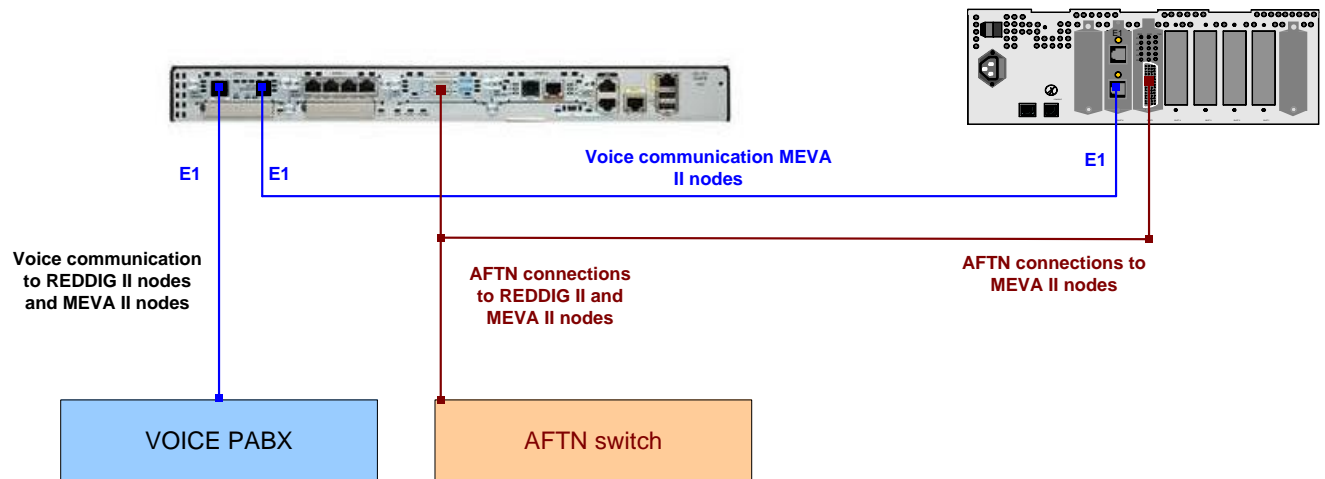 E1
Voice communication MEVA
II nodes
E1
E1
E1
Voice communication
to REDDIG II nodes
and MEVA II nodes
AFTN connections
to REDDIG II and
MEVA II nodes
AFTN connections to
MEVA II nodes
VOICE PABX
AFTN switch